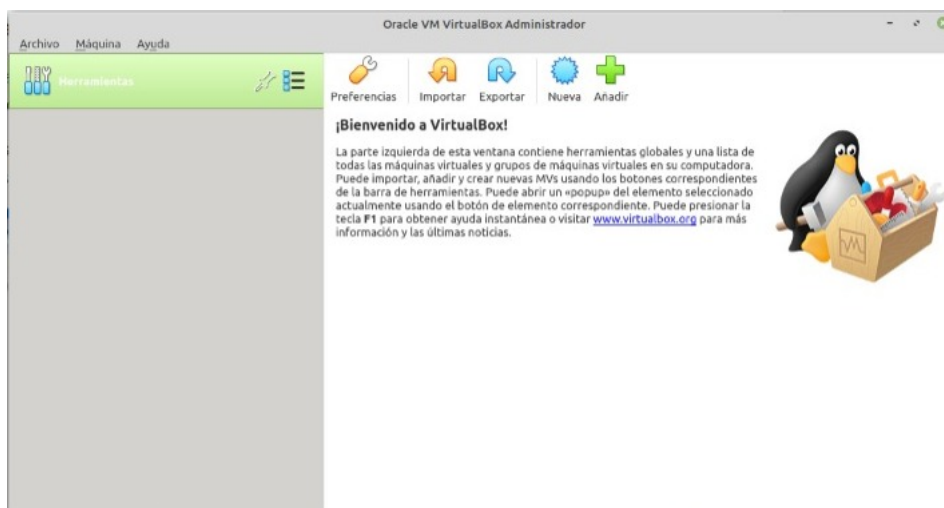 Oracle VM VirtualBox Administrador
Archivo Máquina Ayuda
Herramientas
Preferencias Importar Exportar Nueva Añadir
¡Bienvenido a VirtualBox!
La parte izquierda de esta ventana contiene herramientas globales y una lista de
todas las máquinas virtuales y grupos de máquinas virtuales en su computadora.
Puede importar, añadir y crear nuevas MVs usando los botones correspondientes
de la barra de herramientas. Puede abrir un «popup» del elemento seleccionado
actualmente usando el botón de elemento correspondiente. Puede presionar la
tecla F1 para obtener ayuda instantánea o visitar www.virtualbox.org para más
información y las últimas noticias.